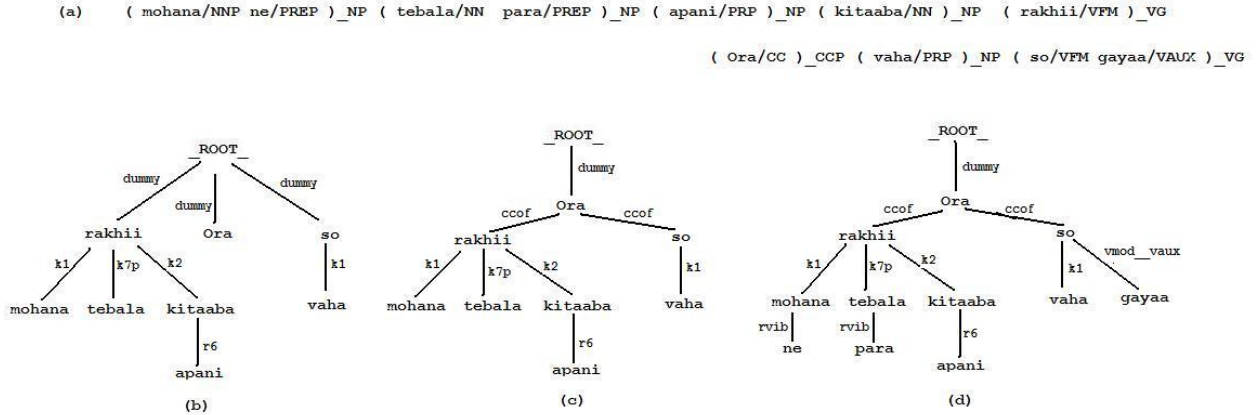 (a) ( mohana/NNP ne/PREP )_NP ( tebala/NN para/PREP )_NP ( apani/PRP )_NP ( kitaaba/NN )_NP ( rakhii/VFM )_VG
( Ora/CC )_CCP ( vaha/PRP )_NP ( so/VFM gayaa/VAUX )_VG
_ROOT_
dummy dummy dummy
rakhii Ora so
k1 k7p k2 k1
mohana tebala kitaaba vaha
r6
apani
(b)
_ROOT_
dummy
Ora
ccof ccof
rakhii so
k1 k7p k2 k1
mohana tebala kitaaba vaha
r6
apani
(c)
_ROOT_
dummy
Ora
ccof ccof
rakhii so
k1 k7p k2 k1 vmod__vaux
mohana tebala kitaaba vaha gayaa
rvib rvib r6
ne para apani
(d)